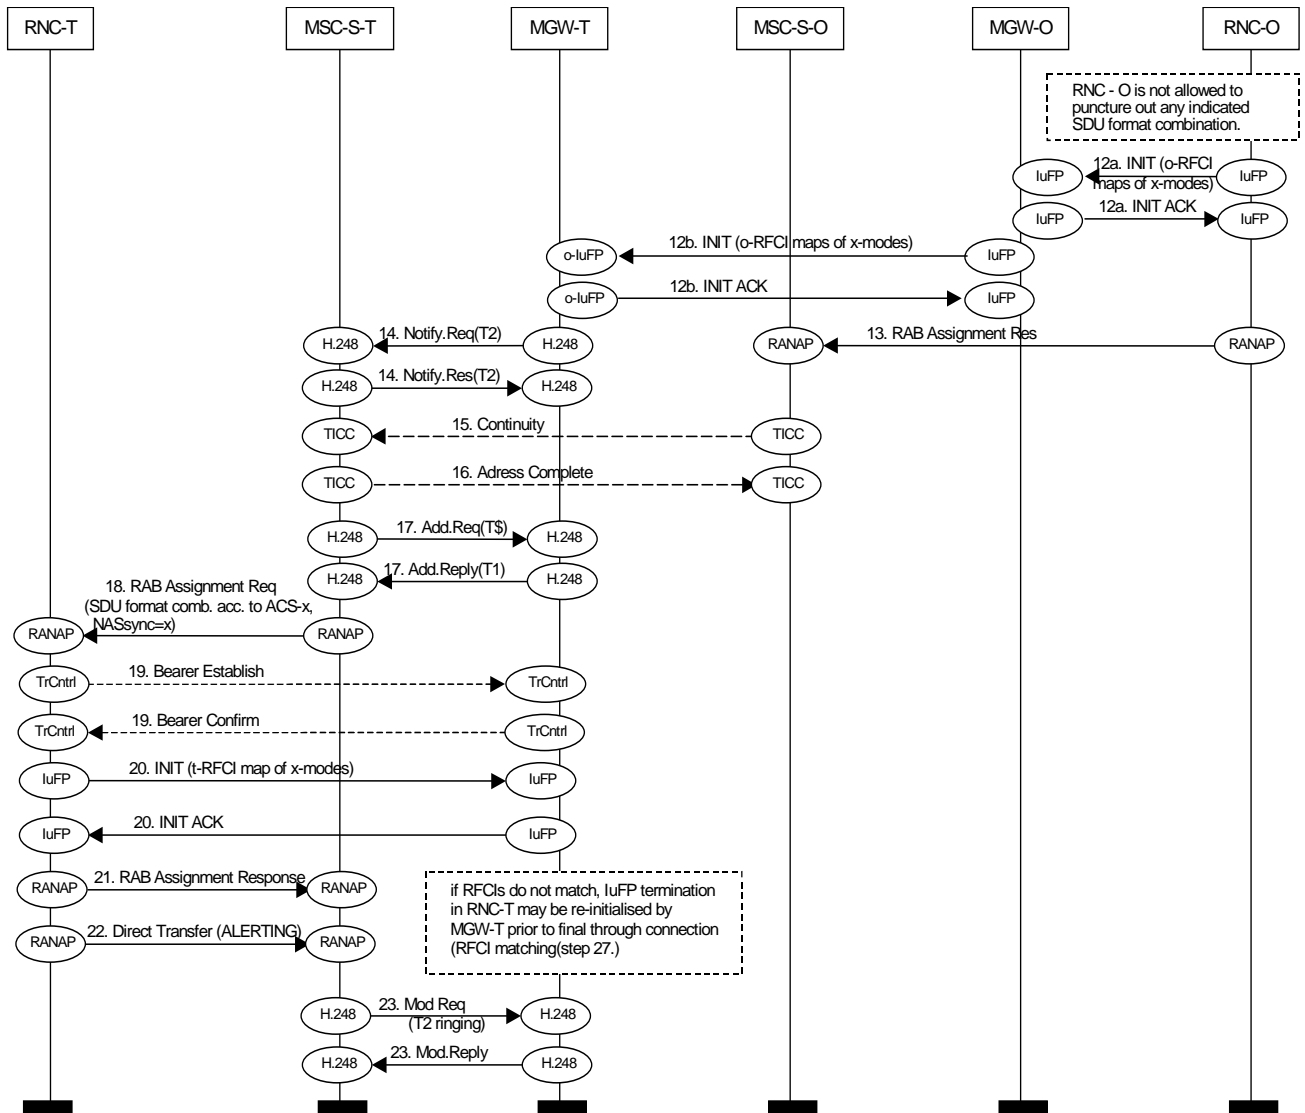 RNC-T
MSC-S-T
MGW-T
MSC-S-O
MGW-O
RNC-O
RNC - O is not allowed to
puncture out any indicated
SDU format combination.
IuFP
12a. INIT (o-RFCI
maps of x-modes)
IuFP
IuFP
12a. INIT ACK
IuFP
o-IuFP
12b. INIT (o-RFCI maps of x-modes)
IuFP
o-IuFP
12b. INIT ACK
IuFP
H.248
14. Notify.Req(T2)
H.248
RANAP
13. RAB Assignment Res
RANAP
H.248
14. Notify.Res(T2)
H.248
TICC
15. Continuity
TICC
TICC
16. Adress Complete
TICC
H.248
17. Add.Req(T$)
H.248
H.248
17. Add.Reply(T1)
H.248
18. RAB Assignment Req
(SDU format comb. acc. to ACS-x,
NASsync=x)
RANAP
RANAP
TrCntrl
19. Bearer Establish
TrCntrl
TrCntrl
19. Bearer Confirm
TrCntrl
IuFP
20. INIT (t-RFCI map of x-modes)
IuFP
IuFP
20. INIT ACK
IuFP
RANAP
21. RAB Assignment Response
RANAP
if RFCIs do not match, IuFP termination
in RNC-T may be re-initialised by
MGW-T prior to final through connection
(RFCI matching(step 27.)
RANAP
22. Direct Transfer (ALERTING)
RANAP
H.248
23. Mod Req
(T2 ringing)
H.248
H.248
23. Mod.Reply
H.248